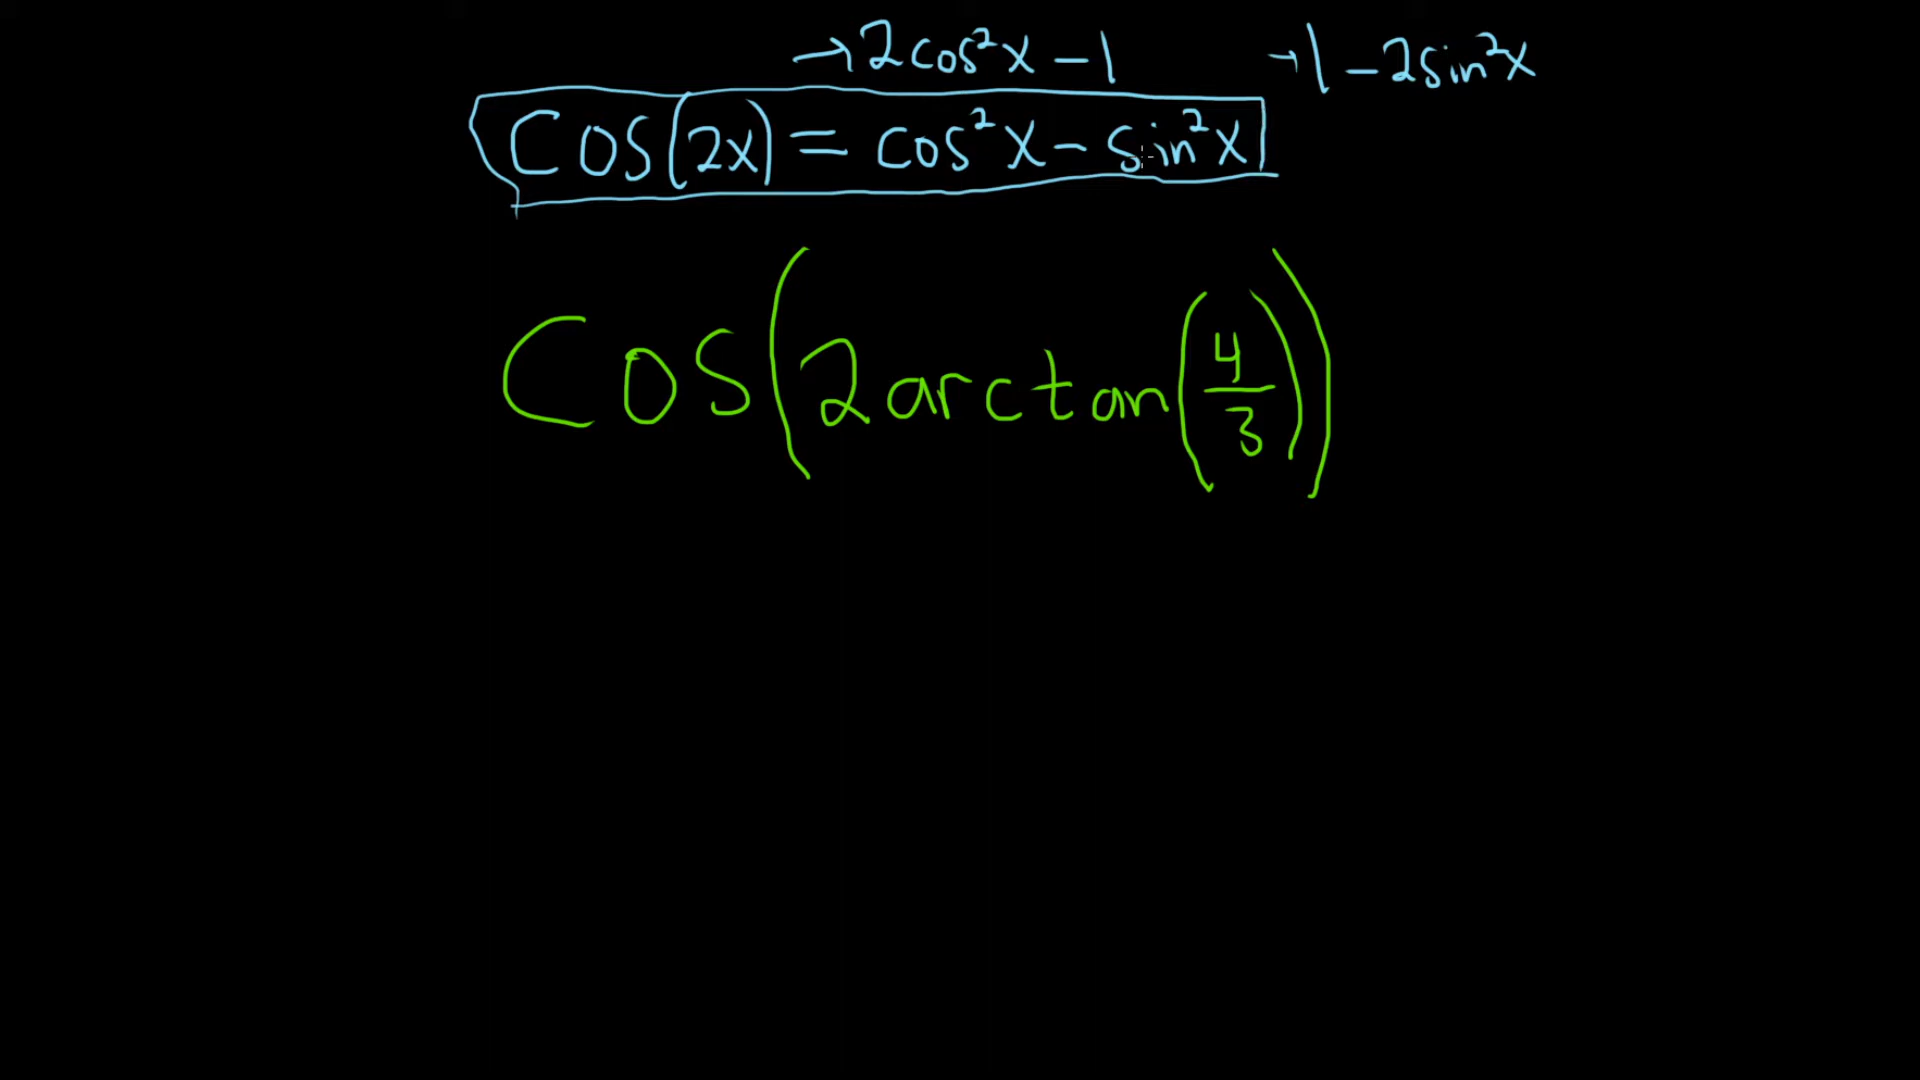 →2cos²x-1 →1-2sin²x
cos(2x) = cos²x - sin²x
cos(2arctan(4/3))